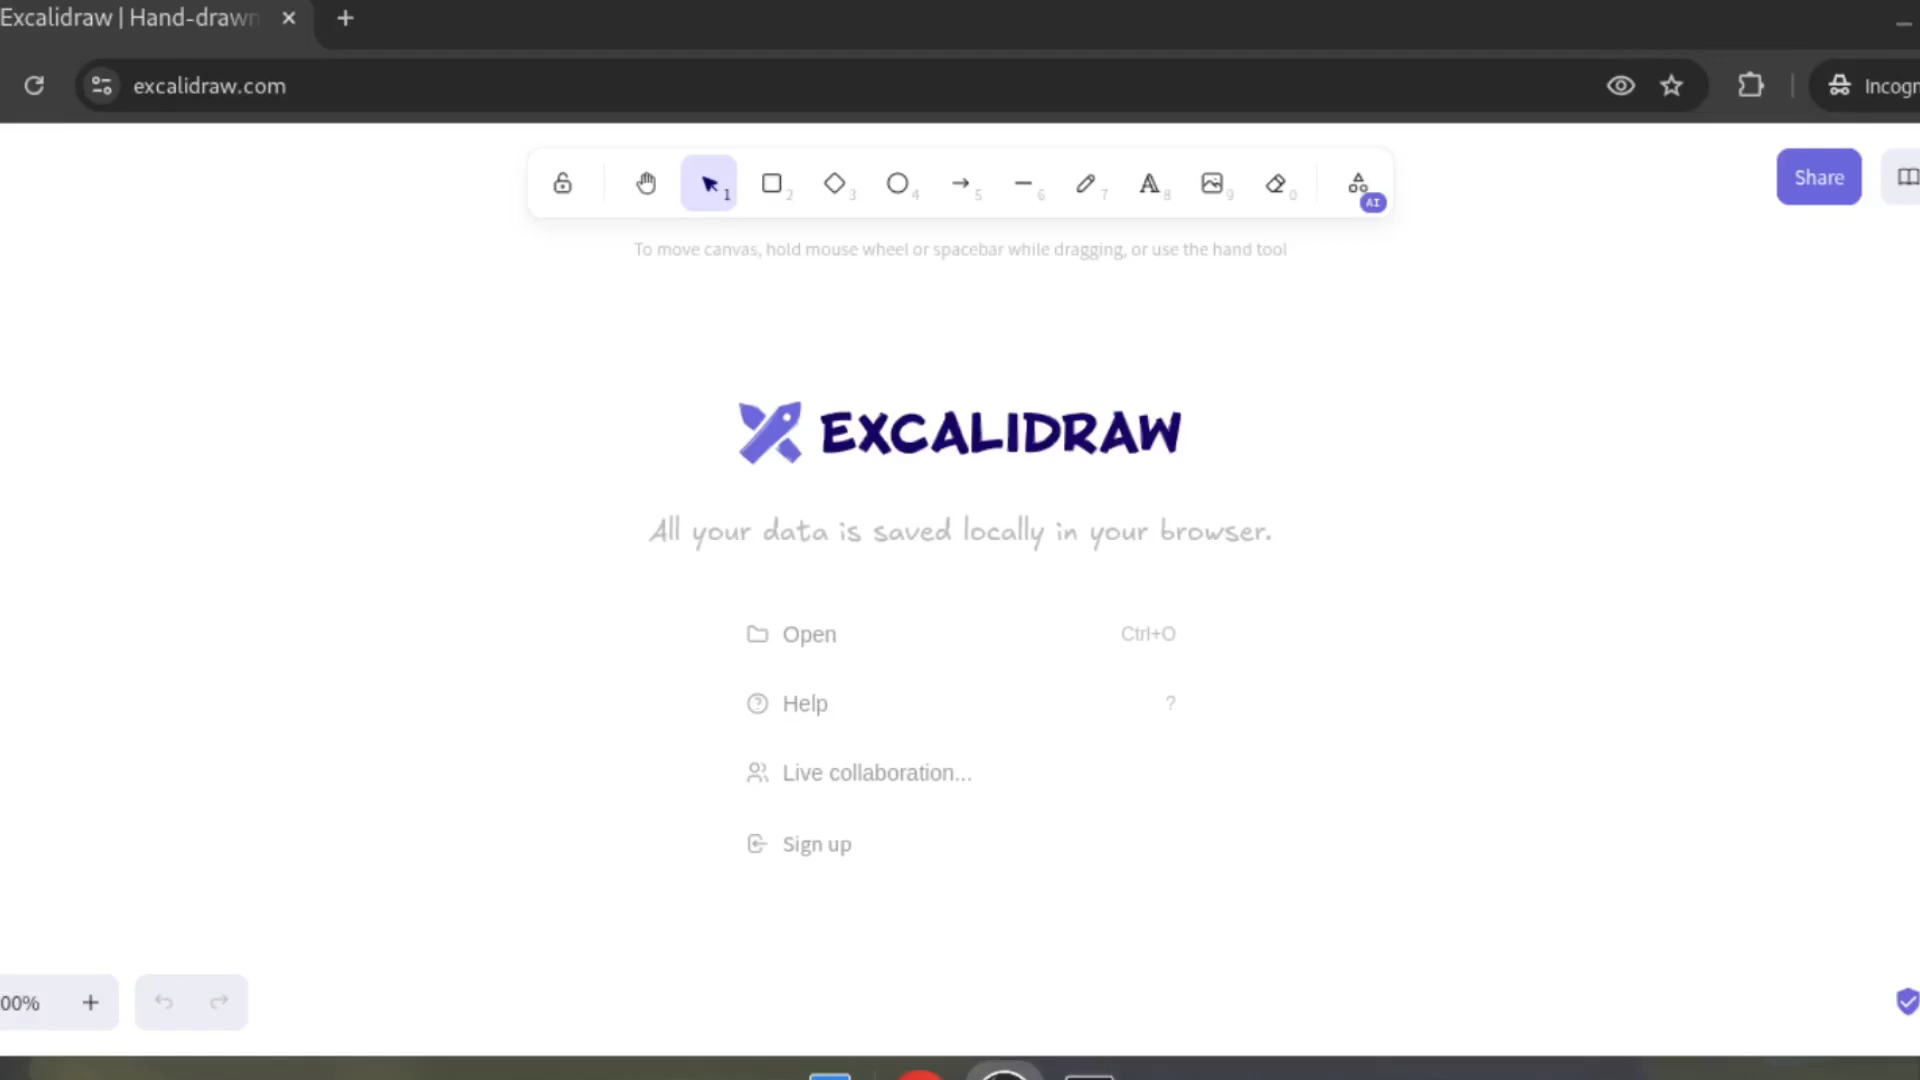 Excalidraw | Hand-drawn
excalidraw.com
Incogn
1 2 3 4 5 6 7 8 9 0 AI
Share
To move canvas, hold mouse wheel or spacebar while dragging, or use the hand tool
EXCALIDRAW
All your data is saved locally in your browser.
Open Ctrl+O
Help ?
Live collaboration...
Sign up
00%